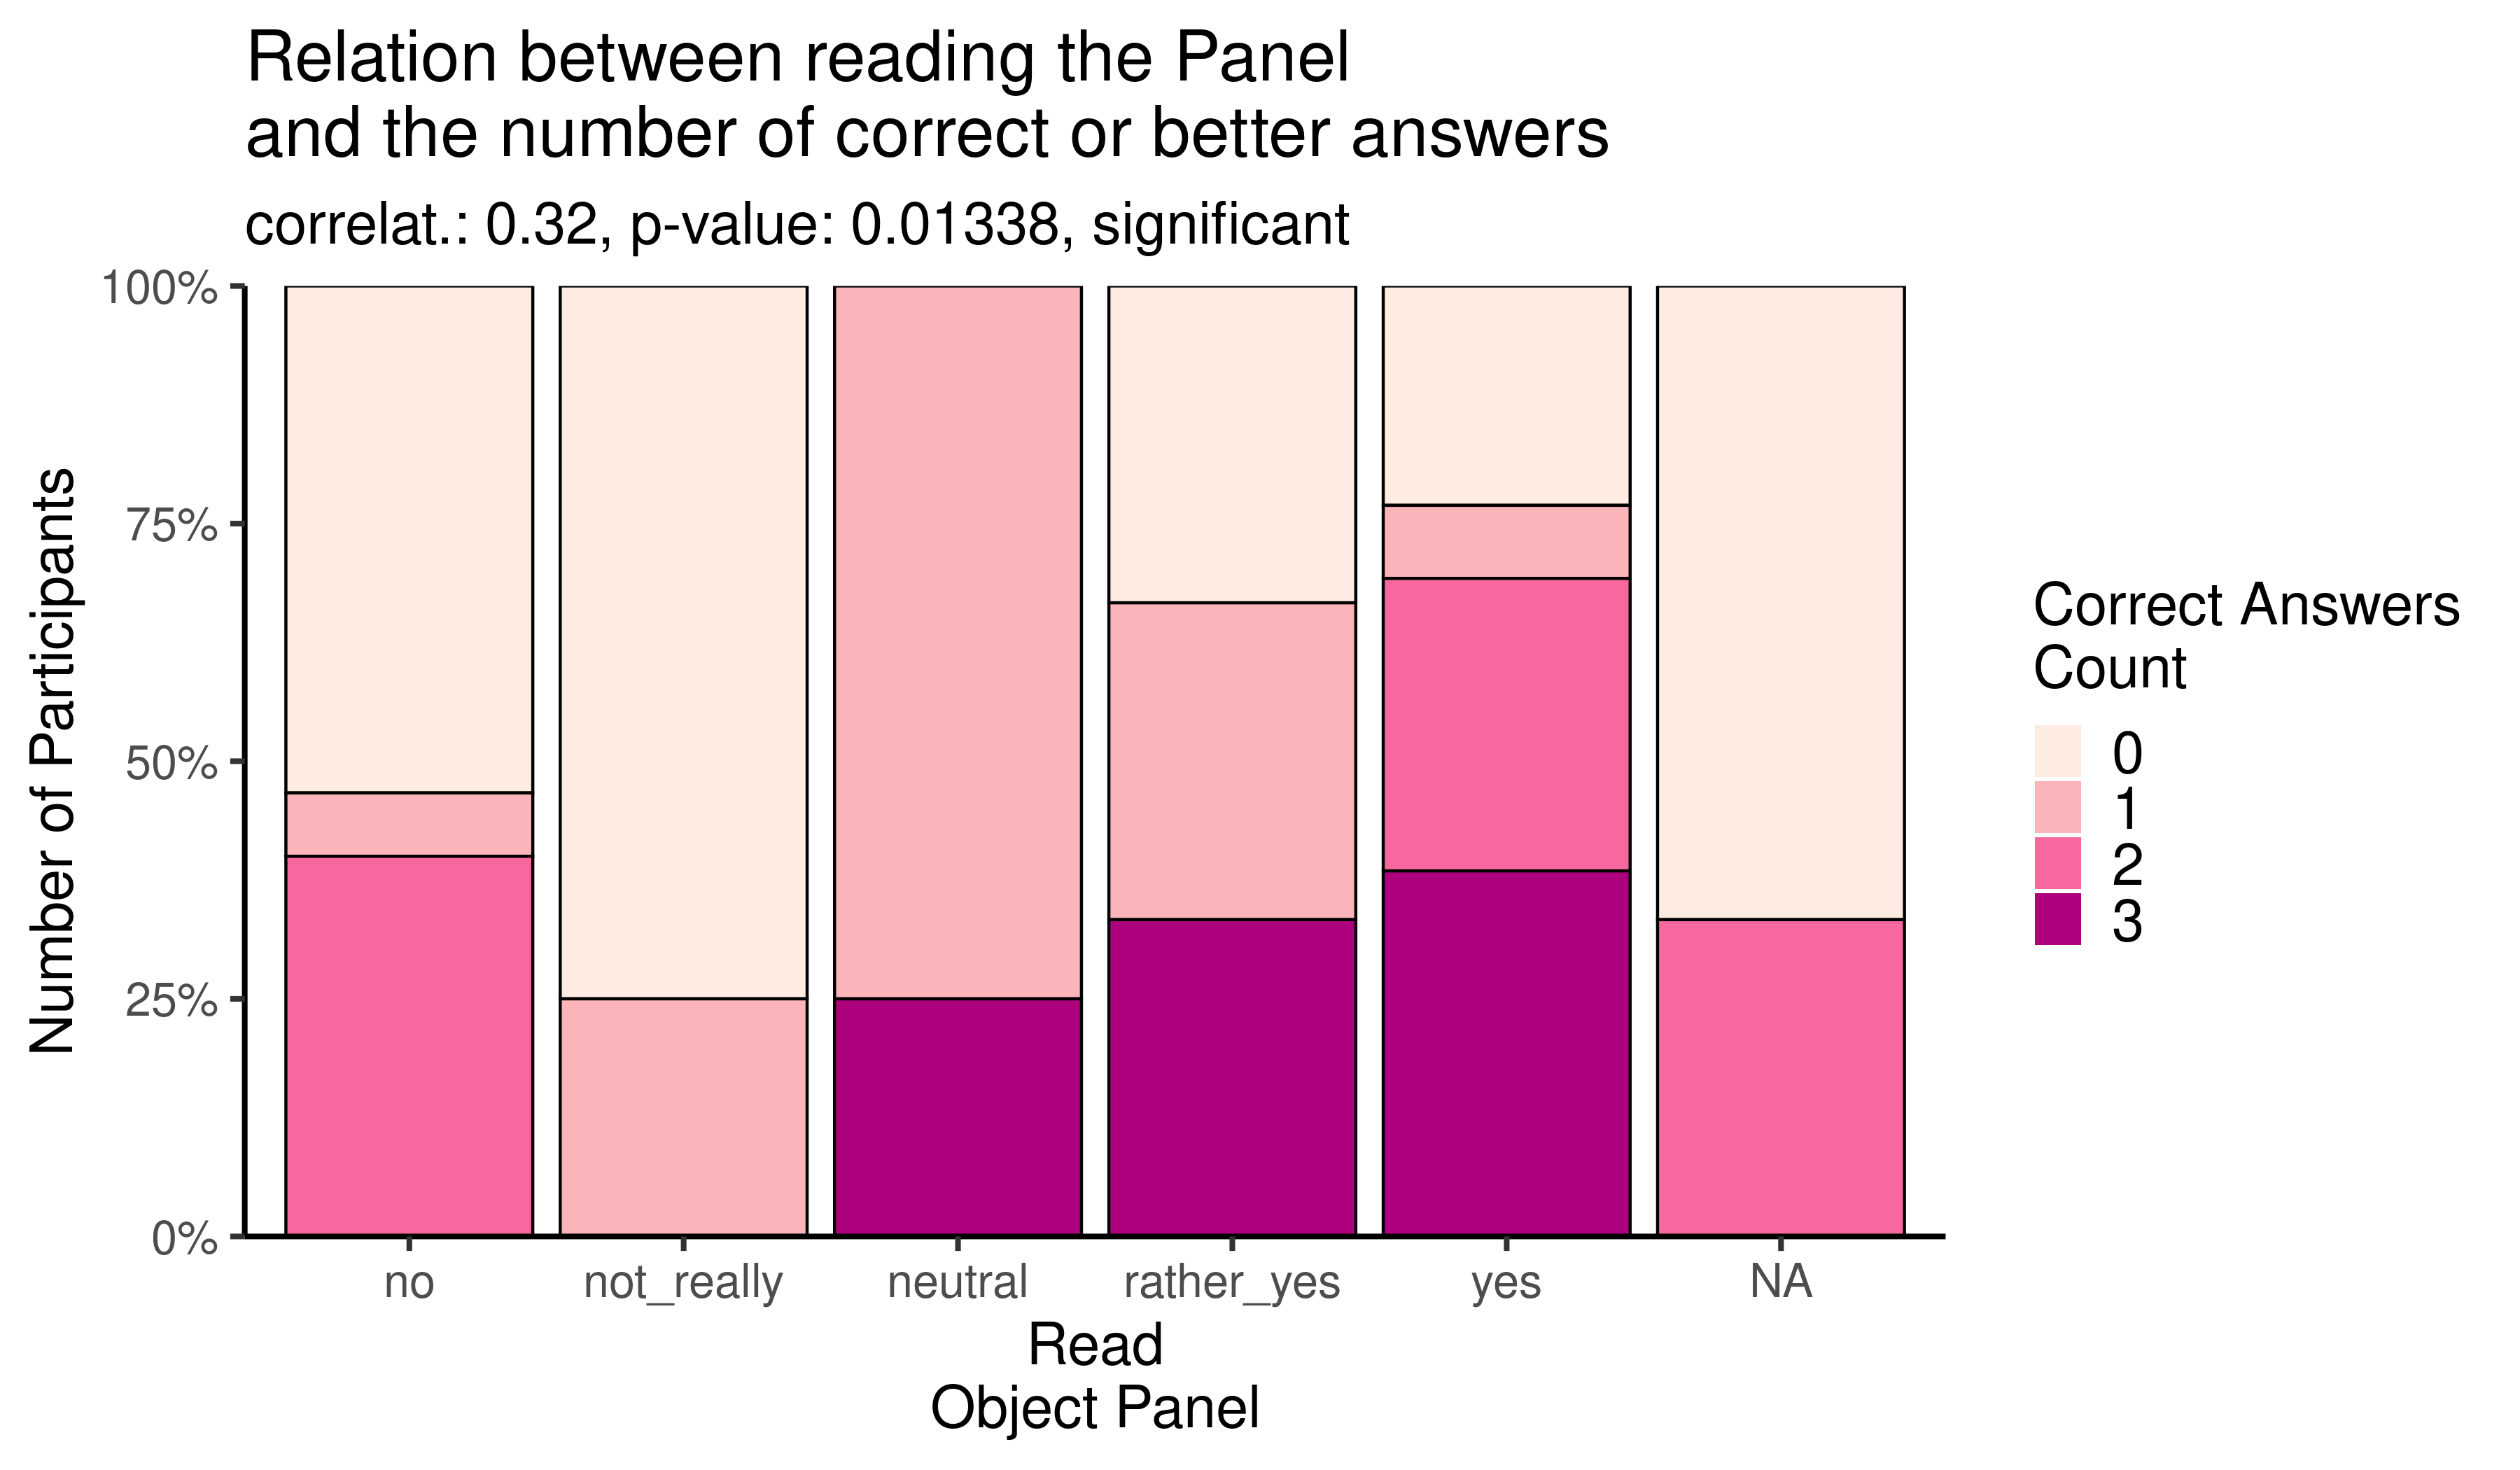 Relation between reading the Panel
and the number of correct or better answers
correlat.: 0.32, p-value: 0.01338, significant
100%
75%
50%
25%
0%
Number of Participants
no
not_really
neutral
rather_yes
yes
NA
Read
Object Panel
Correct Answers
Count
0
1
2
3